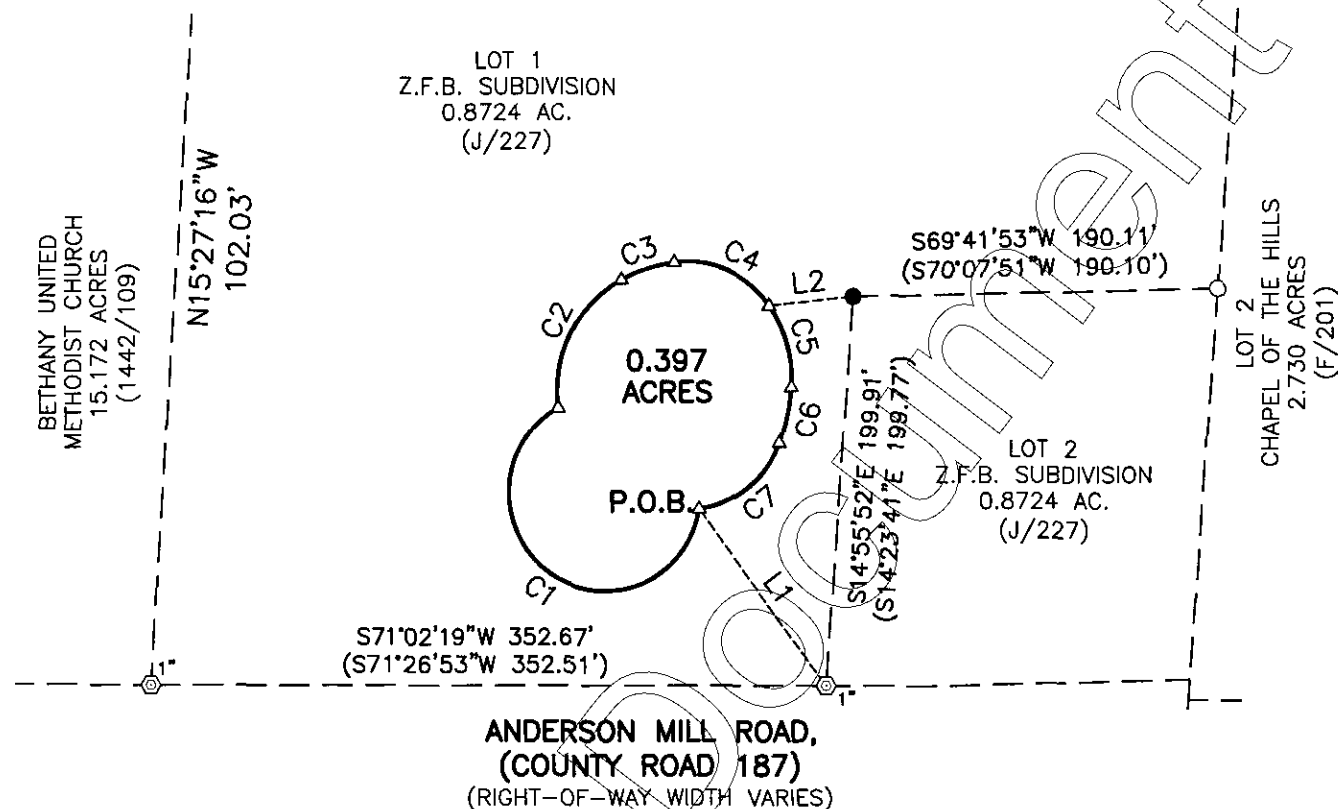 LOT 1
Z.F.B. SUBDIVISION
0.8724 AC.
(J/227)
N15°27'16"W
102.03'
BETHANY UNITED
METHODIST CHURCH
15.172 ACRES
(1442/109)
C3
C4
L2
S69°41'53"W 190.11'
(S70°07'51"W 190.10')
C2
C5
0.397
ACRES
C6
LOT 2
CHAPEL OF THE HILLS
2.730 ACRES
(F/201)
S14°55'52"E 199.91'
(S14°23'41"E 199.77')
LOT 2
Z.F.B. SUBDIVISION
0.8724 AC.
(J/227)
P.O.B.
C7
C1
L1
S71°02'19"W 352.67'
(S71°26'53"W 352.51')
1"
1"
ANDERSON MILL ROAD,
(COUNTY ROAD 187)
(RIGHT-OF-WAY WIDTH VARIES)
Document